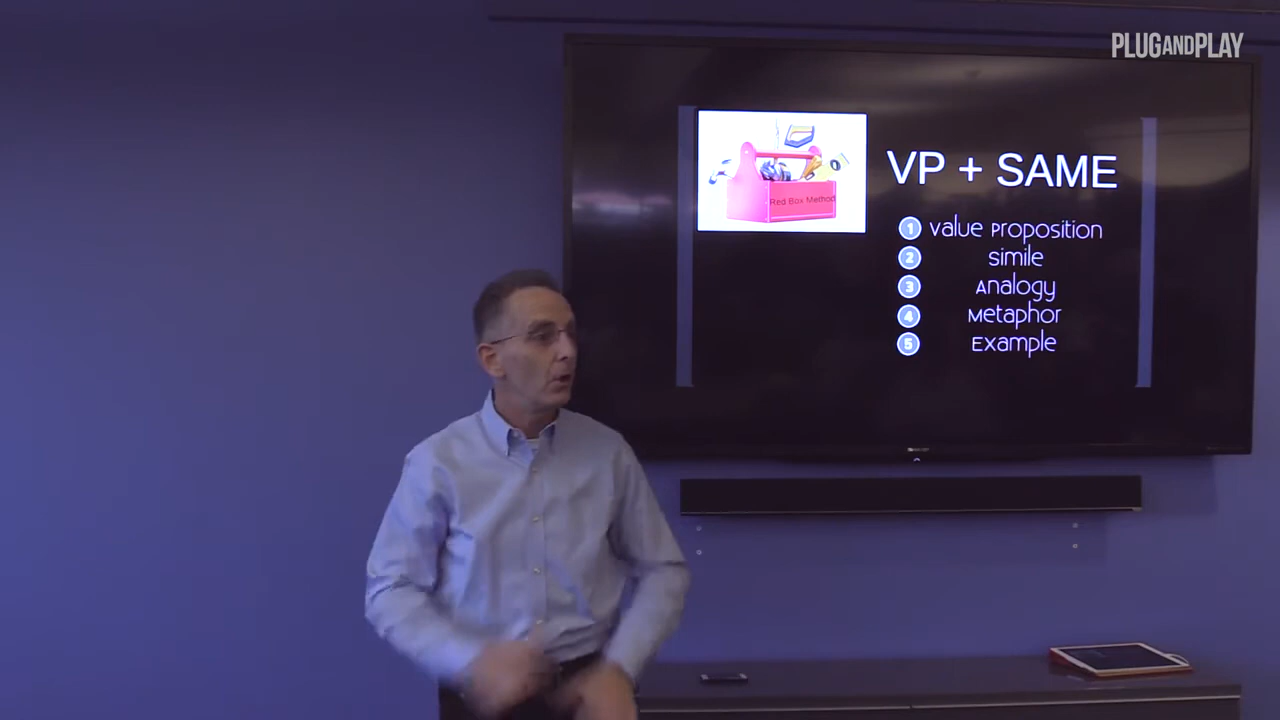 PLUGANDPLAY
VP + SAME
Red Box Method
1 Value Proposition
2 Simile
3 Analogy
4 Metaphor
5 Example